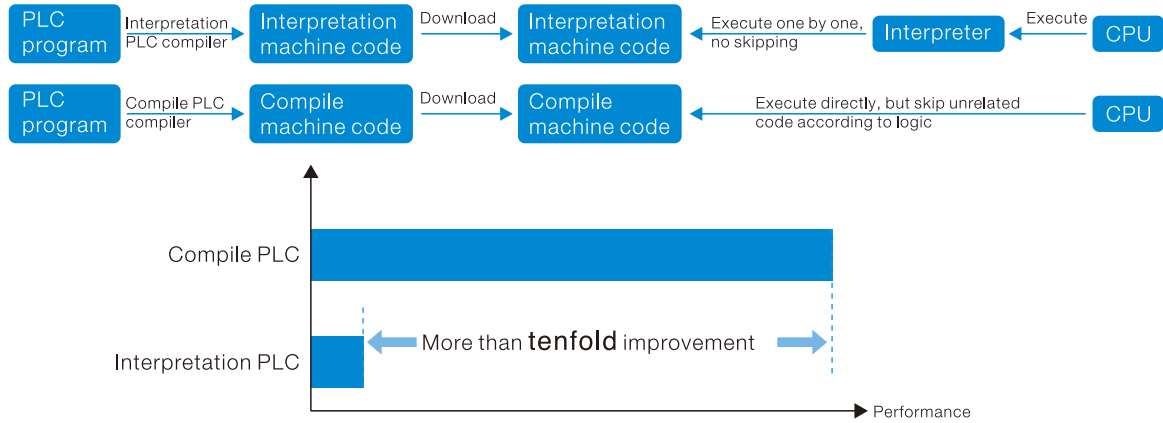 PLC
program
Interpretation
PLC compiler
Interpretation
machine code
Download
Interpretation
machine code
Execute one by one,
no skipping
Interpreter
Execute
CPU
PLC
program
Compile PLC
compiler
Compile
machine code
Download
Compile
machine code
Execute directly, but skip unrelated
code according to logic
CPU
Compile PLC
More than tenfold improvement
Interpretation PLC
Performance